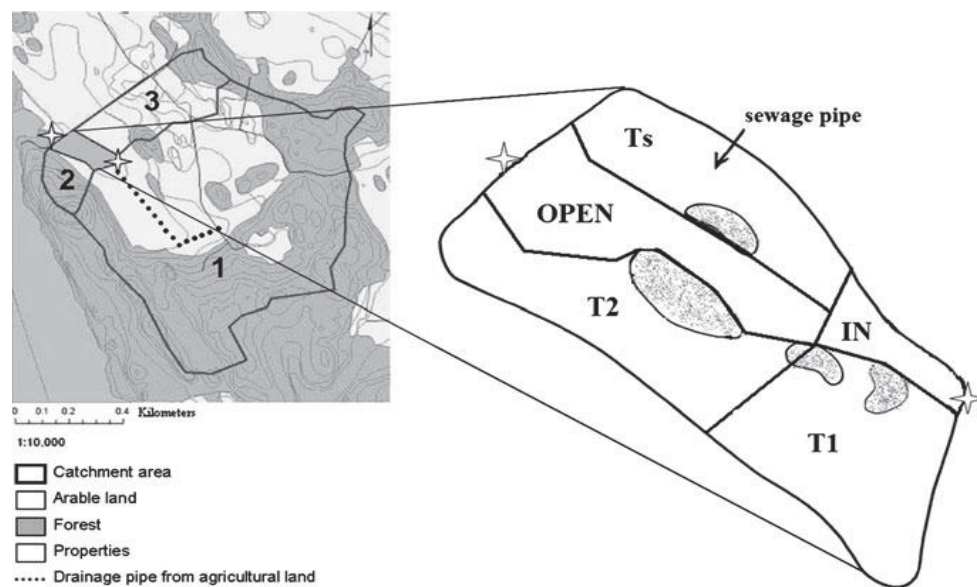 3
2
1
sewage pipe
Ts
OPEN
T2
IN
T1
0 0.1 0.2 0.4 Kilometers
1:10,000
Catchment area
Arable land
Forest
Properties
Drainage pipe from agricultural land